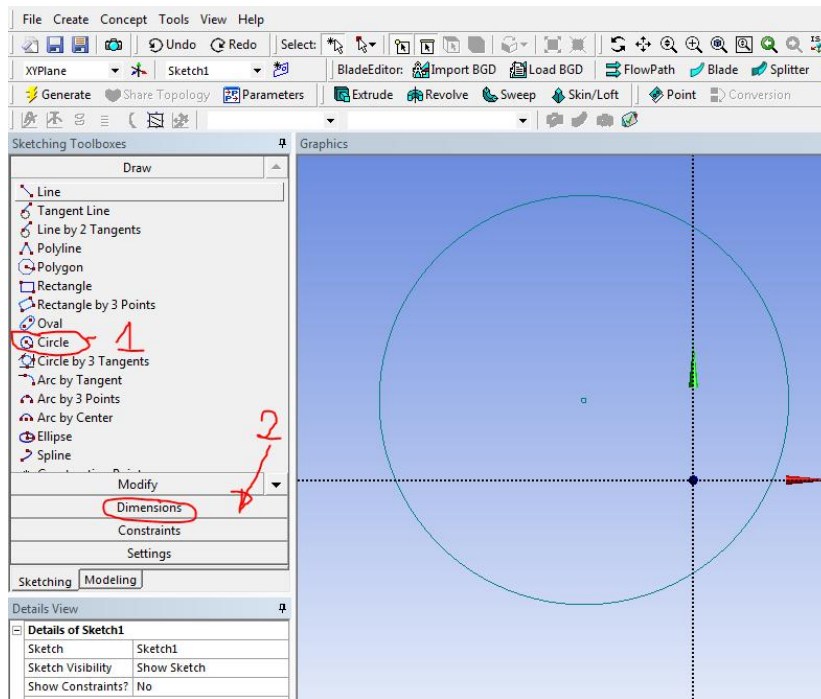 File Create Concept Tools View Help
Undo Redo Select:
XYPlane Sketch1 BladeEditor: Import BGD Load BGD FlowPath Blade Splitter
Generate Share Topology Parameters Extrude Revolve Sweep Skin/Loft Point Conversion
Sketching Toolboxes Graphics
Draw
Line
Tangent Line
Line by 2 Tangents
Polyline
Polygon
Rectangle
Rectangle by 3 Points
Oval
Circle 1
Circle by 3 Tangents
Arc by Tangent
Arc by 3 Points
Arc by Center
Ellipse 2
Spline
Modify
Dimensions
Constraints
Settings
Sketching Modeling
Details View
Details of Sketch1
Sketch Sketch1
Sketch Visibility Show Sketch
Show Constraints? No